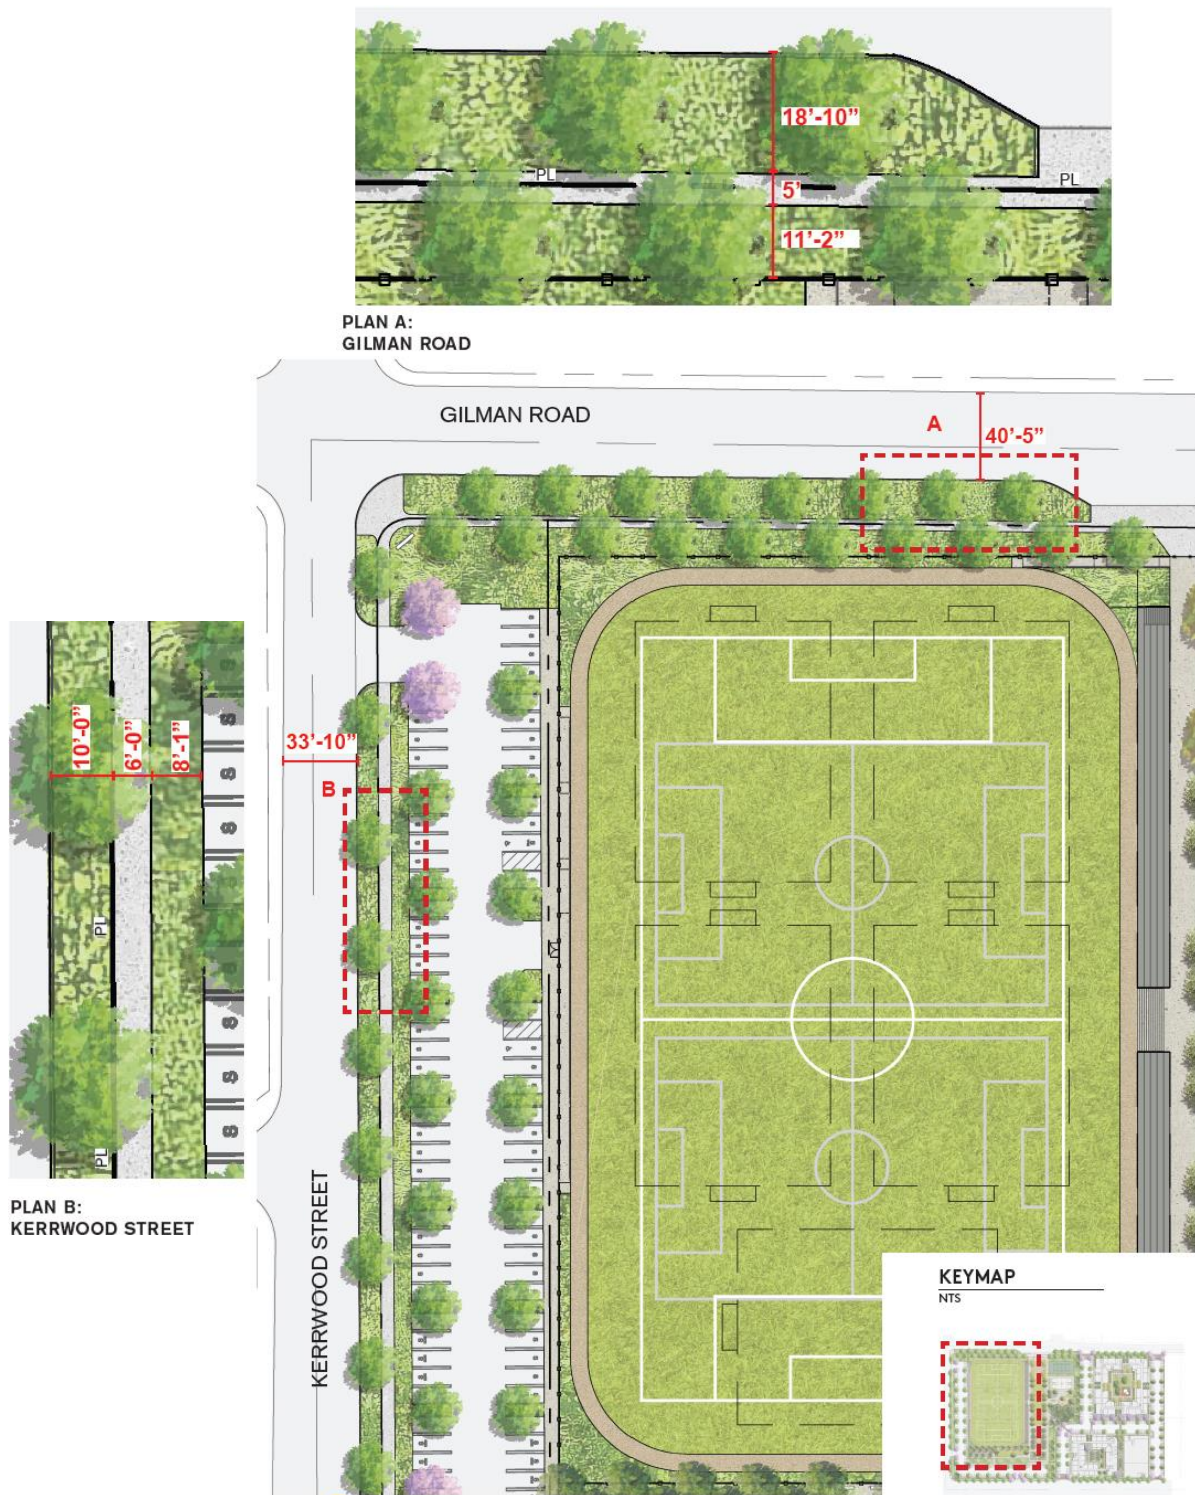 18’-10”
PL
PL
5’
11’-2”
PLAN A:
GILMAN ROAD
GILMAN ROAD
A
40’-5”
10’-0”
6’-0”
8’-1”
S
S
S
S
S
S
PL
PL
33’-10”
B
PLAN B:
KERRWOOD STREET
KERRWOOD STREET
KEYMAP
NTS